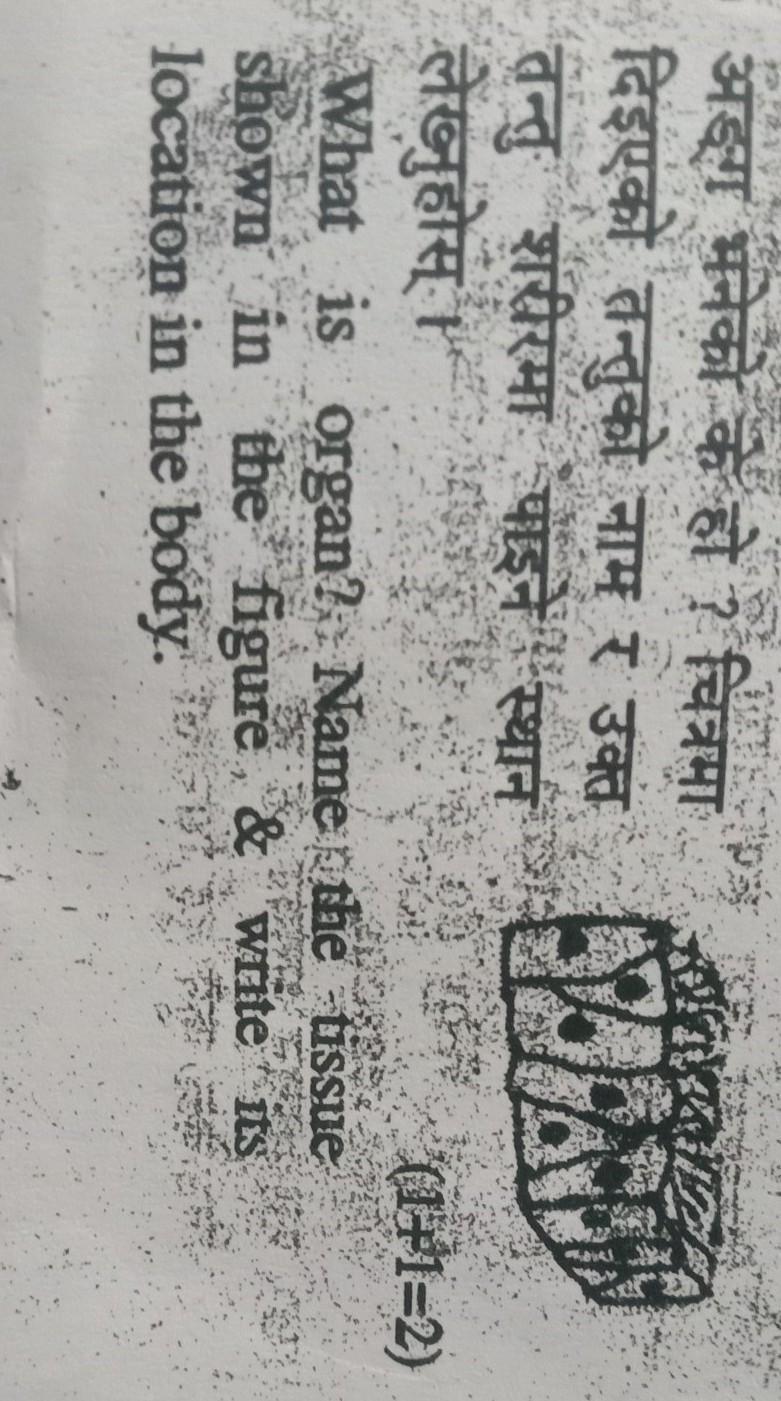 अङ्ग भनेको के हो ? चित्रमा
दिइएको तन्तुको नाम र उक्त
तन्तु शरीरमा पाइने स्थान
लेख्नुहोस् ।
(1+1=2)
What is organ? Name the tissue
shown in the figure & write its
location in the body.